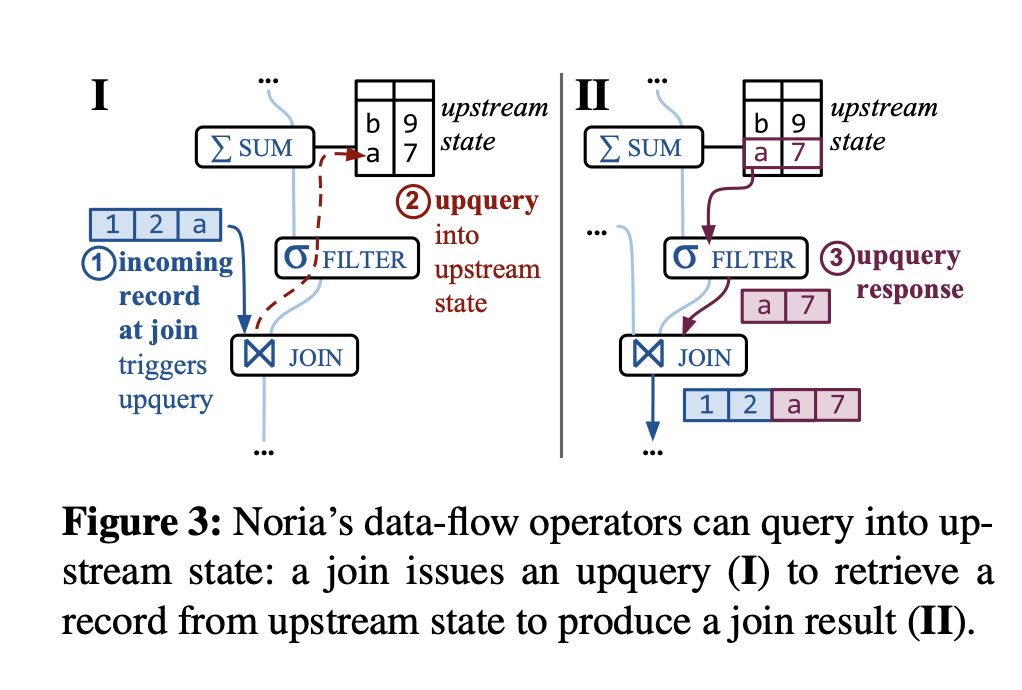 I
...
∑ SUM
b 9
a 7
upstream
state
1 2 a
① incoming
record
at join
triggers
upquery
② upquery
into
upstream
state
σ FILTER
⋈ JOIN
...
II
...
∑ SUM
b 9
a 7
upstream
state
...
σ FILTER
③ upquery
response
a 7
⋈ JOIN
1 2 a 7
...
Figure 3: Noria’s data-flow operators can query into up-
stream state: a join issues an upquery (I) to retrieve a
record from upstream state to produce a join result (II).